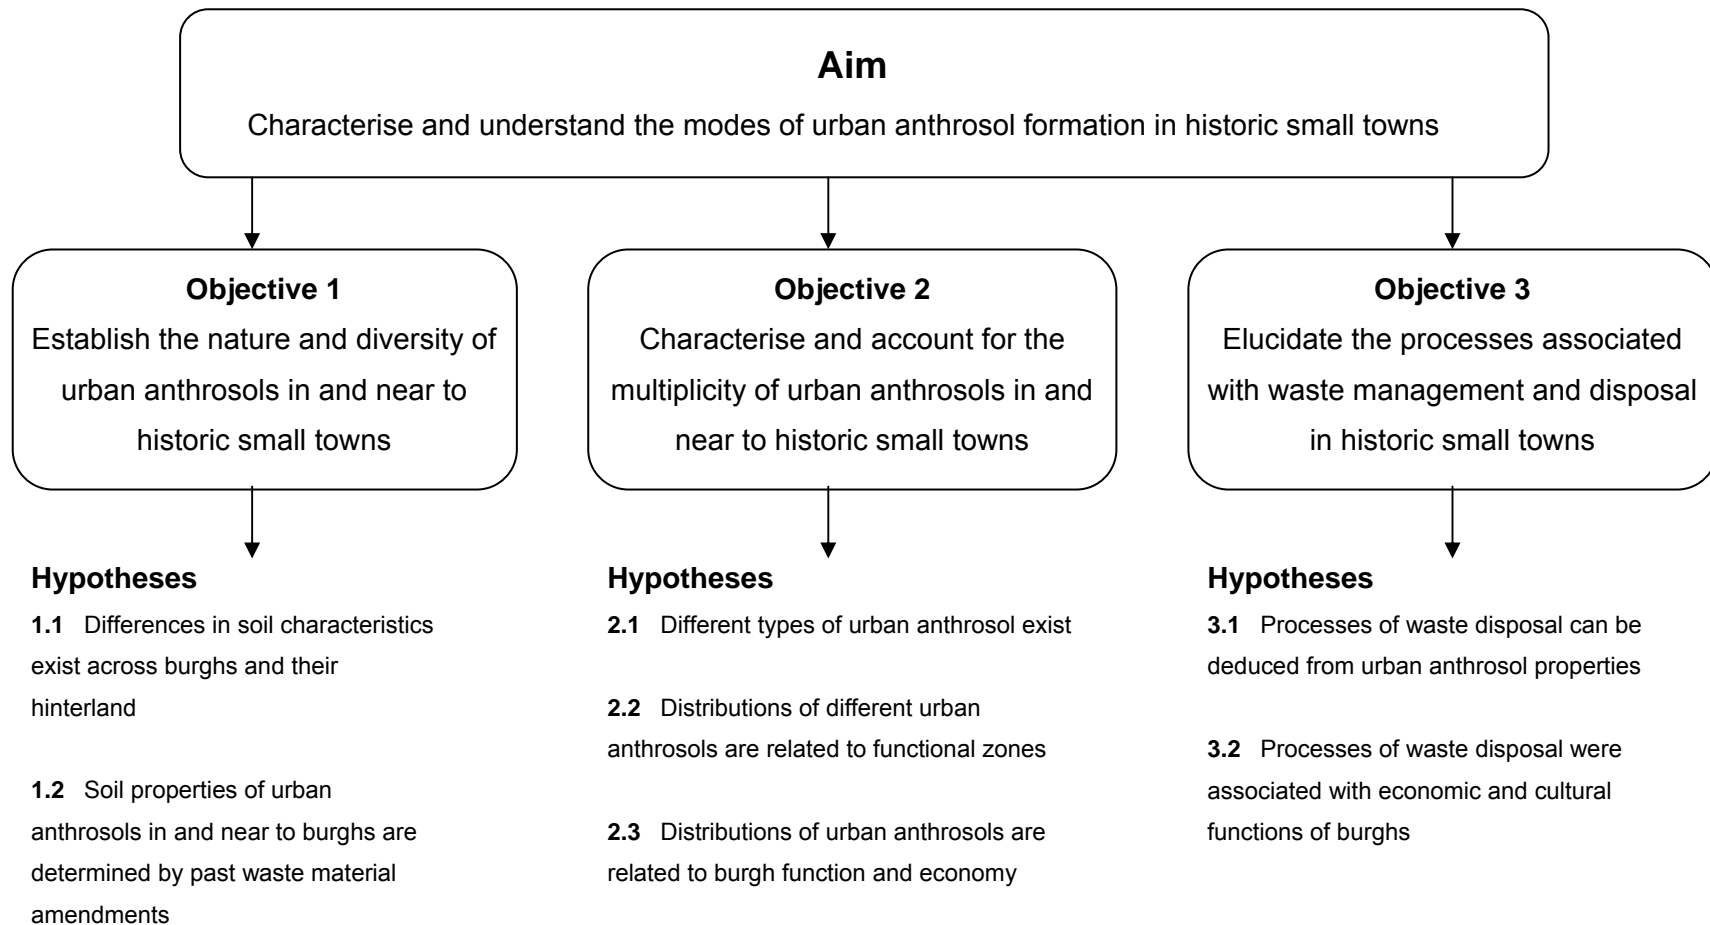 Aim
Characterise and understand the modes of urban anthrosol formation in historic small towns
Objective 1
Establish the nature and diversity of
urban anthrosols in and near to
historic small towns
Objective 2
Characterise and account for the
multiplicity of urban anthrosols in and
near to historic small towns
Objective 3
Elucidate the processes associated
with waste management and disposal
in historic small towns
Hypotheses
1.1 Differences in soil characteristics
exist across burghs and their
hinterland
1.2 Soil properties of urban
anthrosols in and near to burghs are
determined by past waste material
amendments
Hypotheses
2.1 Different types of urban anthrosol exist
2.2 Distributions of different urban
anthrosols are related to functional zones
2.3 Distributions of urban anthrosols are
related to burgh function and economy
Hypotheses
3.1 Processes of waste disposal can be
deduced from urban anthrosol properties
3.2 Processes of waste disposal were
associated with economic and cultural
functions of burghs